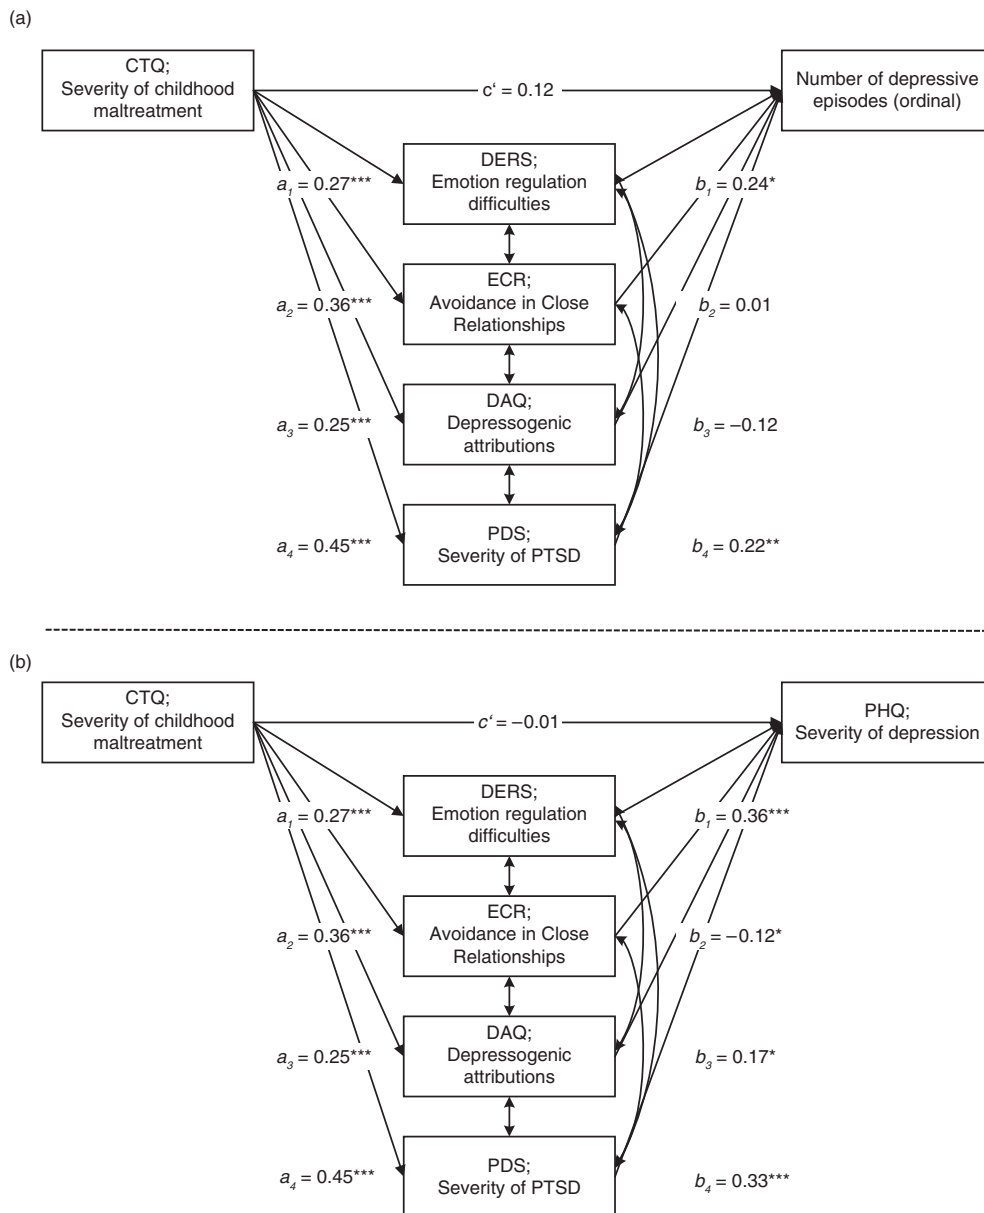 (a)
CTQ;
Severity of childhood
maltreatment
c‘ = 0.12
Number of depressive
episodes (ordinal)
DERS;
Emotion regulation
difficulties
a1 = 0.27***
b1 = 0.24*
ECR;
Avoidance in Close
Relationships
a2 = 0.36***
b2 = 0.01
DAQ;
Depressogenic
attributions
a3 = 0.25***
b3 = −0.12
PDS;
Severity of PTSD
a4 = 0.45***
b4 = 0.22**
(b)
CTQ;
Severity of childhood
maltreatment
c‘ = −0.01
PHQ;
Severity of depression
DERS;
Emotion regulation
difficulties
a1 = 0.27***
b1 = 0.36***
ECR;
Avoidance in Close
Relationships
a2 = 0.36***
b2 = −0.12*
DAQ;
Depressogenic
attributions
a3 = 0.25***
b3 = 0.17*
PDS;
Severity of PTSD
a4 = 0.45***
b4 = 0.33***